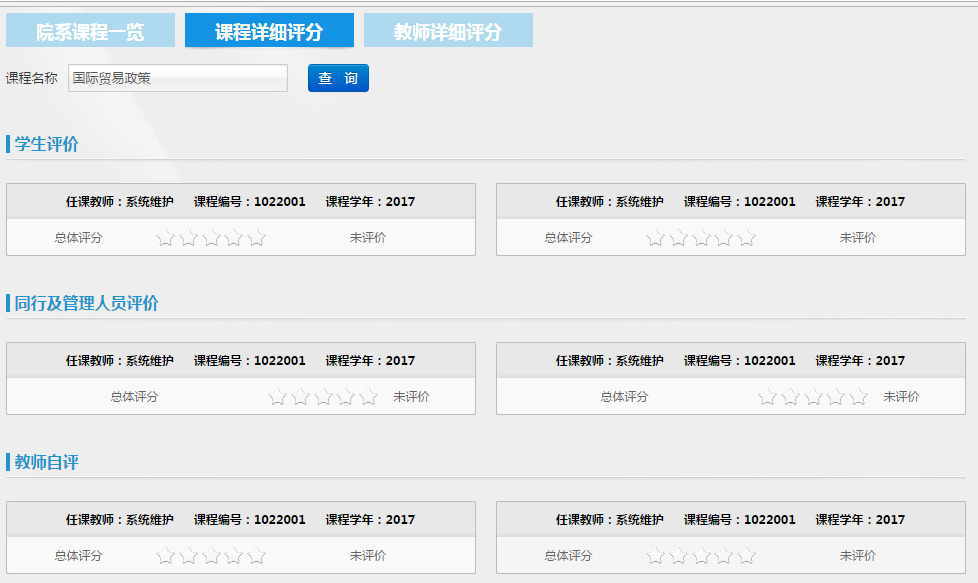 院系课程一览 课程详细评分 教师详细评分
课程名称 国际贸易政策 查 询
学生评价
任课教师：系统维护 课程编号：1022001 课程学年：2017 任课教师：系统维护 课程编号：1022001 课程学年：2017
总体评分 未评价 总体评分 未评价
同行及管理人员评价
任课教师：系统维护 课程编号：1022001 课程学年：2017 任课教师：系统维护 课程编号：1022001 课程学年：2017
总体评分 未评价 总体评分 未评价
教师自评
任课教师：系统维护 课程编号：1022001 课程学年：2017 任课教师：系统维护 课程编号：1022001 课程学年：2017
总体评分 未评价 总体评分 未评价